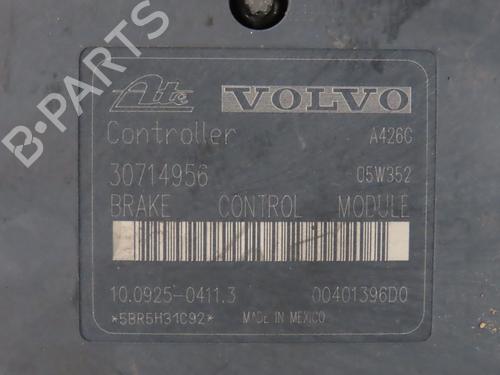 B-PARTS
Ate VOLVO
Controller A426C
30714956 05W352
BRAKE CONTROL MODULE
10.0925-0411.3 00401396D0
*5BR5H31C92* MADE IN MEXICO